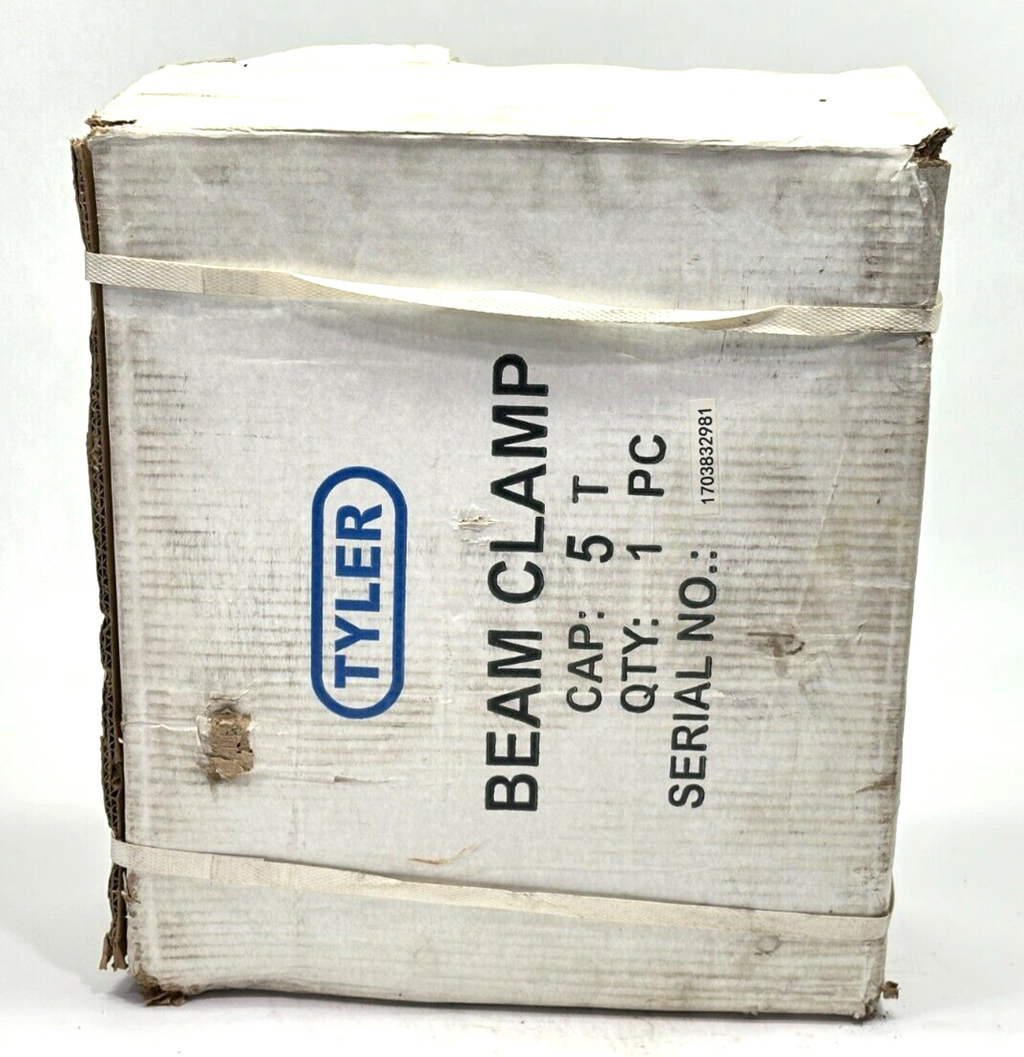 TYLER
BEAM CLAMP
CAP: 5 T
QTY: 1 PC
SERIAL NO.: 1703832981